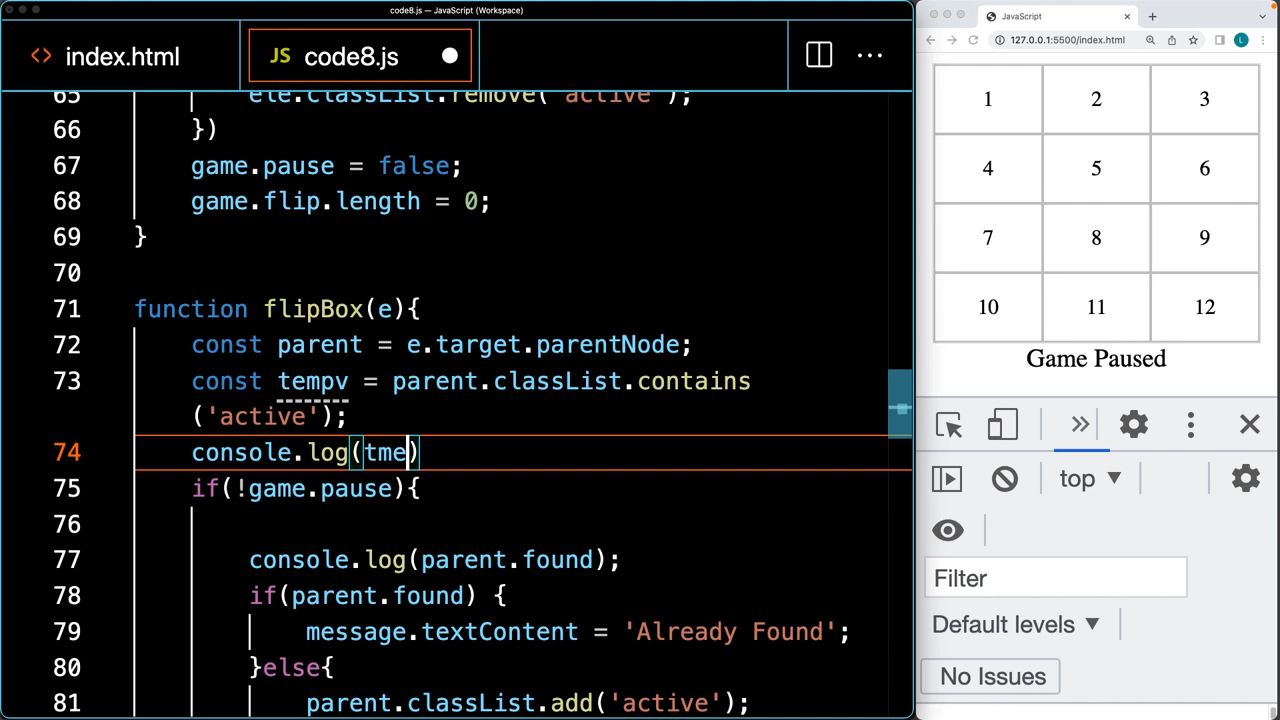 code8.js — JavaScript (Workspace)
index.html
JS code8.js
65 ele.classList.remove('active');
66 })
67 game.pause = false;
68 game.flip.length = 0;
69 }
70
71 function flipBox(e){
72 const parent = e.target.parentNode;
73 const tempv = parent.classList.contains
('active');
74 console.log(tme)
75 if(!game.pause){
76
77 console.log(parent.found);
78 if(parent.found) {
79 message.textContent = 'Already Found';
80 }else{
81 parent.classList.add('active');
JavaScript
127.0.0.1:5500/index.html
L
1 2 3
4 5 6
7 8 9
10 11 12
Game Paused
top
Filter
Default levels
No Issues